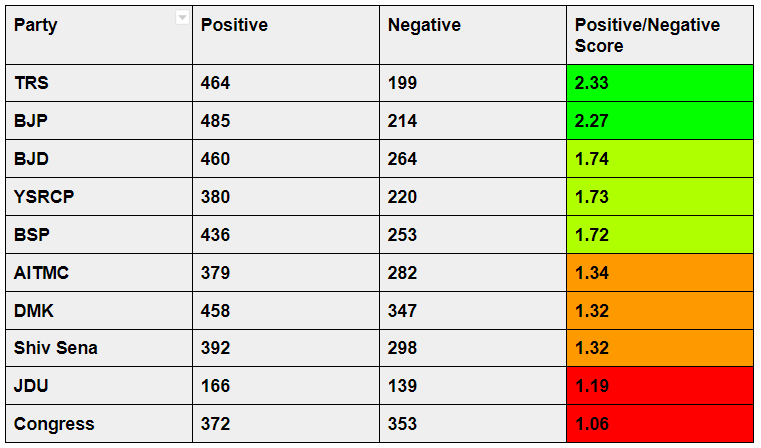 Party Positive Negative Positive/Negative
Score
TRS 464 199 2.33
BJP 485 214 2.27
BJD 460 264 1.74
YSRCP 380 220 1.73
BSP 436 253 1.72
AITMC 379 282 1.34
DMK 458 347 1.32
Shiv Sena 392 298 1.32
JDU 166 139 1.19
Congress 372 353 1.06